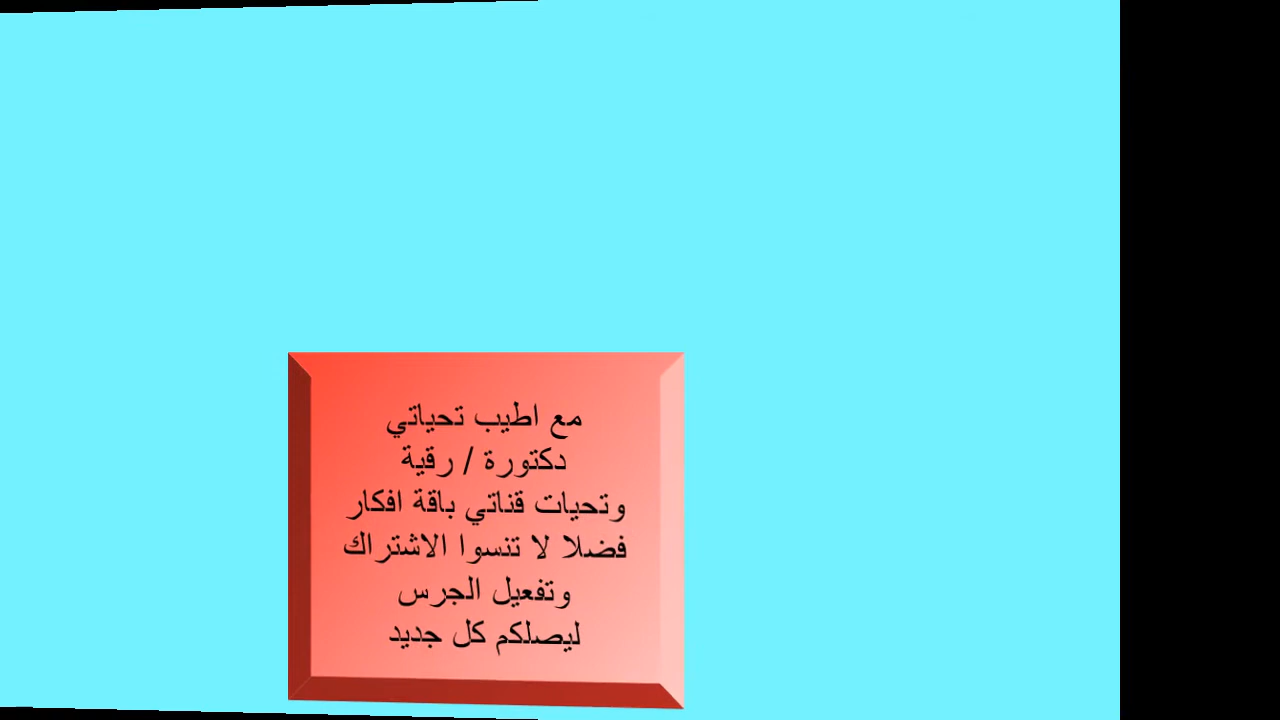 مع اطيب تحياتي
دكتورة / رقية
وتحيات قناتي باقة افكار
فضلا لا تنسوا الاشتراك
وتفعيل الجرس
ليصلكم كل جديد